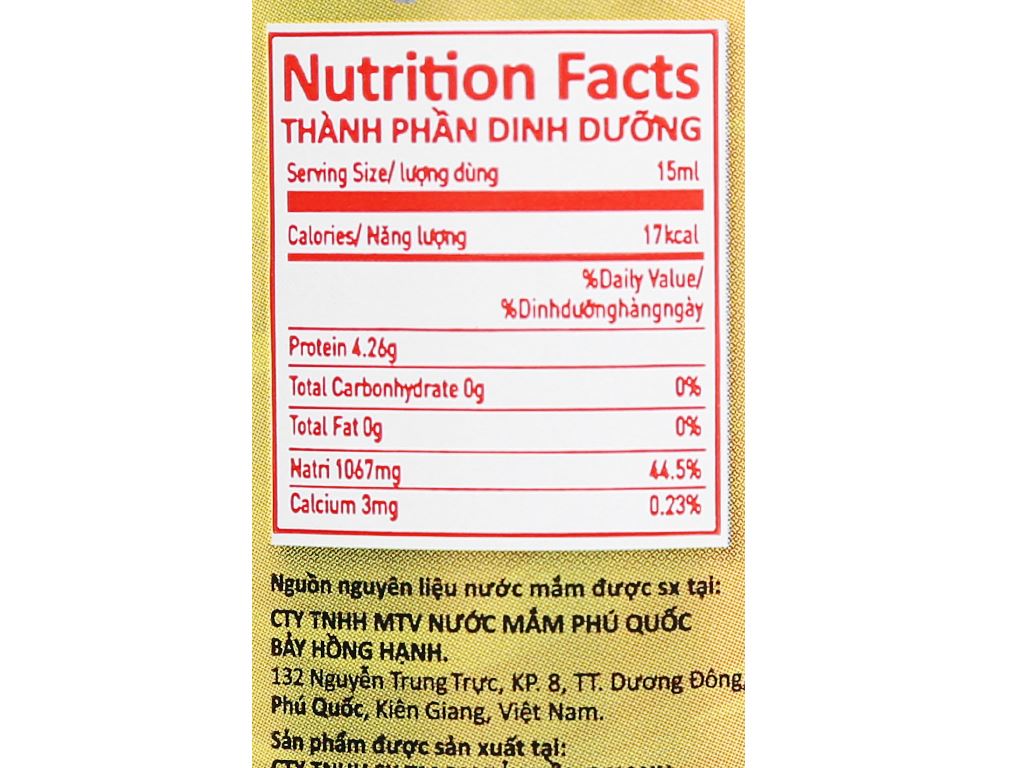 Nutrition Facts
THÀNH PHẦN DINH DƯỠNG
Serving Size/ lượng dùng 15ml
Calories/ Năng lượng 17kcal
%Daily Value/
%Dinhdưỡnghàngngày
Protein 4.26g
Total Carbonhydrate 0g 0%
Total Fat 0g 0%
Natri 1067mg 44.5%
Calcium 3mg 0.23%
Nguồn nguyên liệu nước mắm được sx tại:
CTY TNHH MTV NƯỚC MẮM PHÚ QUỐC
BẢY HỒNG HẠNH.
132 Nguyễn Trung Trực, KP. 8, TT. Dương Đông,
Phú Quốc, Kiên Giang, Việt Nam.
Sản phẩm được sản xuất tại:
CTY TNHH